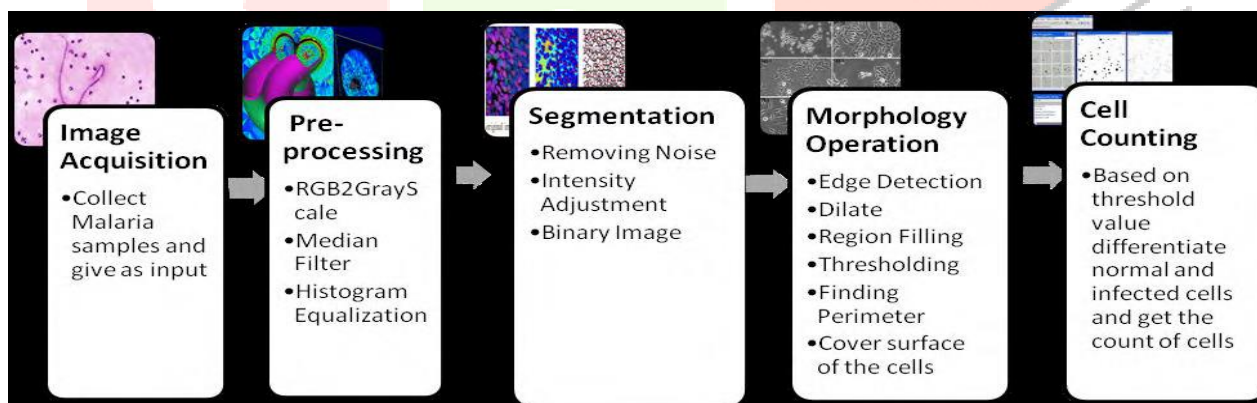 Image
Acquisition
•Collect
Malaria
samples and
give as input
Pre-
processing
•RGB2GrayS
cale
•Median
Filter
•Histogram
Equalization
Segmentation
•Removing Noise
•Intensity
Adjustment
•Binary Image
Morphology
Operation
•Edge Detection
•Dilate
•Region Filling
•Thresholding
•Finding
Perimeter
•Cover surface
of the cells
Cell
Counting
•Based on
threshold
value
differentiate
normal and
infected cells
and get the
count of cells